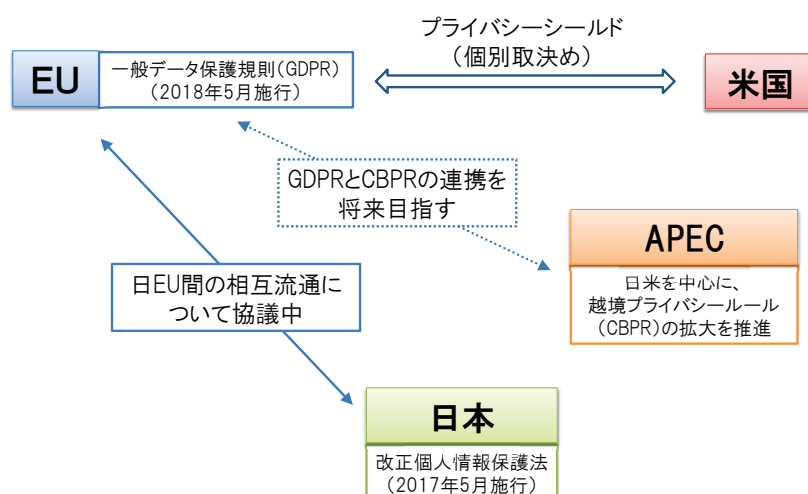 プライバシーシールド
（個別取決め）
EU
一般データ保護規則（GDPR）
（2018年5月施行）
米国
GDPRとCBPRの連携を
将来目指す
APEC
日米を中心に、
越境プライバシールール
（CBPR）の拡大を推進
日EU間の相互流通に
ついて協議中
日本
改正個人情報保護法
（2017年5月施行）